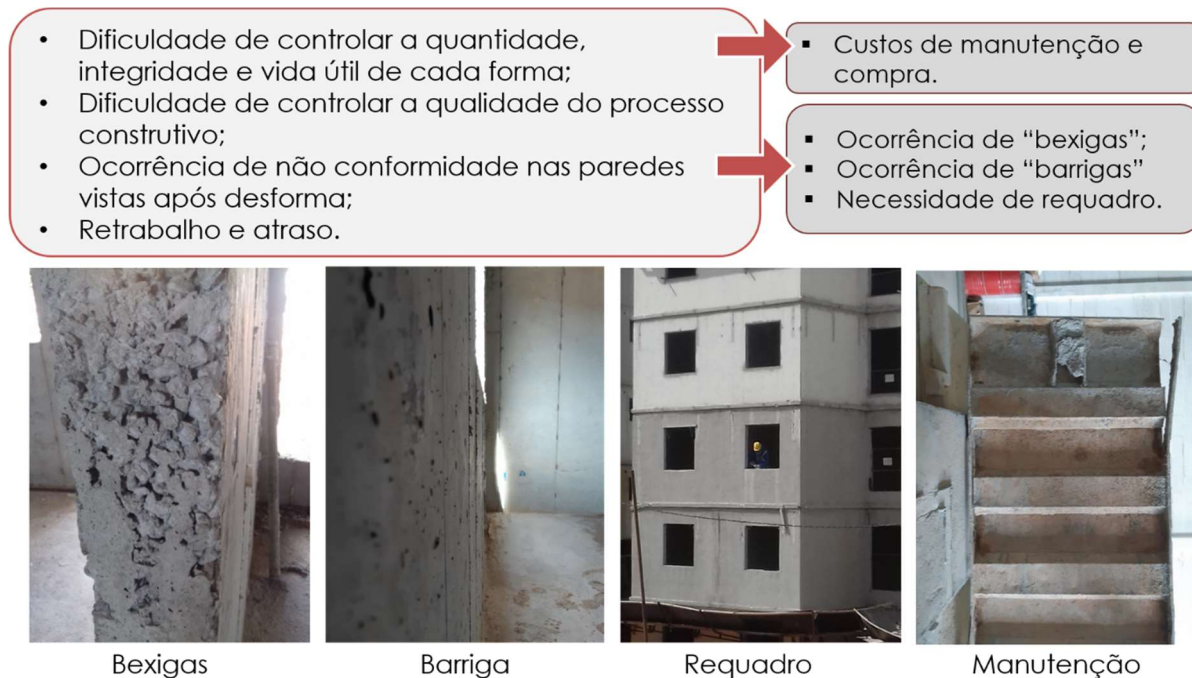 • Dificuldade de controlar a quantidade,
integridade e vida útil de cada forma;
• Dificuldade de controlar a qualidade do processo
construtivo;
• Ocorrência de não conformidade nas paredes
vistas após desforma;
• Retrabalho e atraso.
▪ Custos de manutenção e
compra.
▪ Ocorrência de “bexigas”;
▪ Ocorrência de “barrigas”
▪ Necessidade de requadro.
Bexigas
Barriga
Requadro
Manutenção